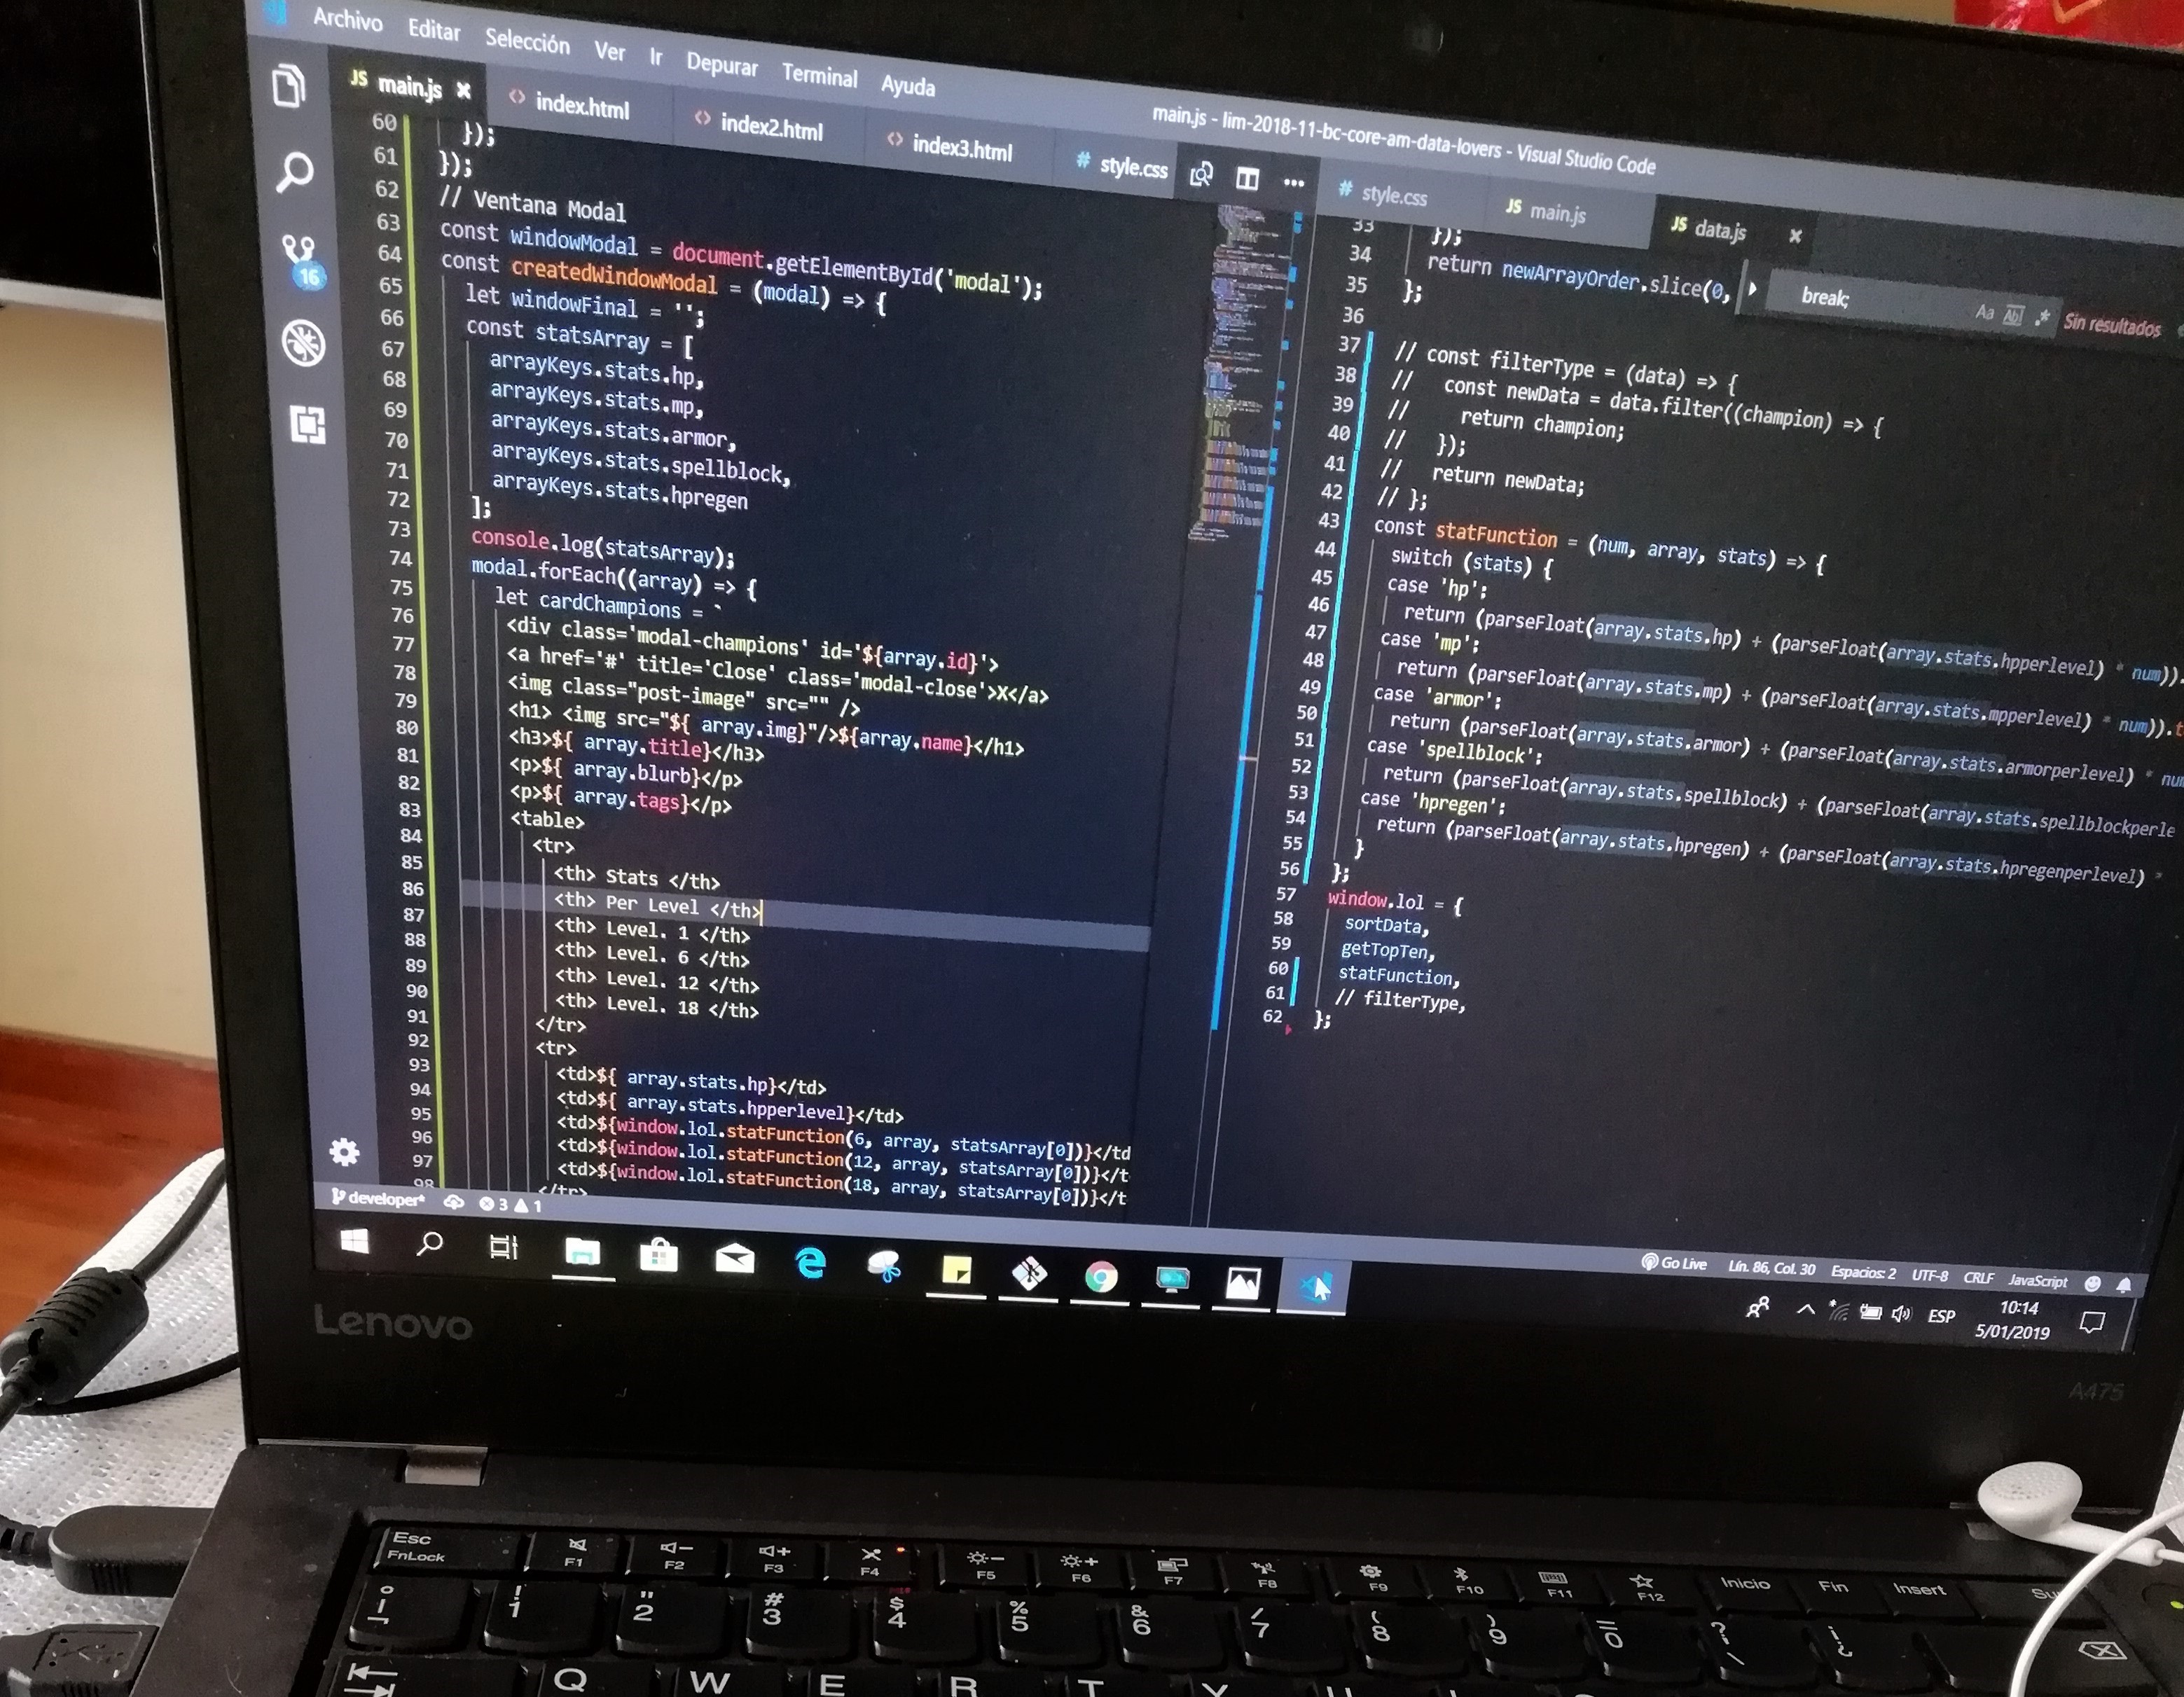 Archivo Editar Selección Ver Ir Depurar Terminal Ayuda
main.js - lim-2018-11-bc-core-am-data-lovers - Visual Studio Code
JS main.js × <> index.html <> index2.html <> index3.html # style.css ...
60 });
61 });
62 // Ventana Modal
63 const windowModal = document.getElementById('modal');
64 const createdWindowModal = (modal) => {
65 let windowFinal = '';
66 const statsArray = [
67 arrayKeys.stats.hp,
68 arrayKeys.stats.mp,
69 arrayKeys.stats.armor,
70 arrayKeys.stats.spellblock,
71 arrayKeys.stats.hpregen
72 ];
73 console.log(statsArray);
74 modal.forEach((array) => {
75 let cardChampions = `
76 <div class='modal-champions' id='${array.id}'>
77 <a href='#' title='Close' class='modal-close'>X</a>
78 <img class="post-image" src="" />
79 <h1> <img src="${ array.img}"/>${array.name}</h1>
80 <h3>${ array.title}</h3>
81 <p>${ array.blurb}</p>
82 <p>${ array.tags}</p>
83 <table>
84 <tr>
85 <th> Stats </th>
86 <th> Per Level </th>
87 <th> Level. 1 </th>
88 <th> Level. 6 </th>
89 <th> Level. 12 </th>
90 <th> Level. 18 </th>
91 </tr>
92 <tr>
93 <td>${ array.stats.hp}</td>
94 <td>${ array.stats.hpperlevel}</td>
95 <td>${window.lol.statFunction(6, array, statsArray[0])}</td
96 <td>${window.lol.statFunction(12, array, statsArray[0])}</t
97 <td>${window.lol.statFunction(18, array, statsArray[0])}</t
98 </tr>
# style.css JS main.js JS data.js ×
break; Aa Abl .* Sin resultados
33 });
34 return newArrayOrder.slice(0,
35 };
36
37 // const filterType = (data) => {
38 // const newData = data.filter((champion) => {
39 // return champion;
40 // });
41 // return newData;
42 // };
43 const statFunction = (num, array, stats) => {
44 switch (stats) {
45 case 'hp':
46 return (parseFloat(array.stats.hp) + (parseFloat(array.stats.hpperlevel) * num)).
47 case 'mp':
48 return (parseFloat(array.stats.mp) + (parseFloat(array.stats.mpperlevel) * num)).t
49 case 'armor':
50 return (parseFloat(array.stats.armor) + (parseFloat(array.stats.armorperlevel) * num
51 case 'spellblock':
52 return (parseFloat(array.stats.spellblock) + (parseFloat(array.stats.spellblockperle
53 case 'hpregen':
54 return (parseFloat(array.stats.hpregen) + (parseFloat(array.stats.hpregenperlevel) *
55 }
56 };
57 window.lol = {
58 sortData,
59 getTopTen,
60 statFunction,
61 // filterType,
62 };
16
developer* 3 1
Go Live Lín. 86, Col. 30 Espacios: 2 UTF-8 CRLF JavaScript
ESP
10:14
5/01/2019
Lenovo
A475
Esc FnLock F1 F2 F3 F4 F5 F6 F7 F8 F9 F10 F11 F12 Inicio Fin Insert Su
! 1 " 2 # 3 $ 4 % 5 & 6 / 7 ( 8 ) 9 = 0 ? ' ¡ ¿
Q W E R T Y U I